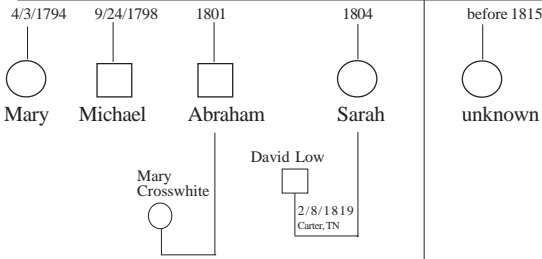 4/3/1794 9/24/1798 1801 1804 before 1815
Mary Michael Abraham Sarah unknown
David Low
Mary
Crosswhite
2/8/1819
Carter, TN